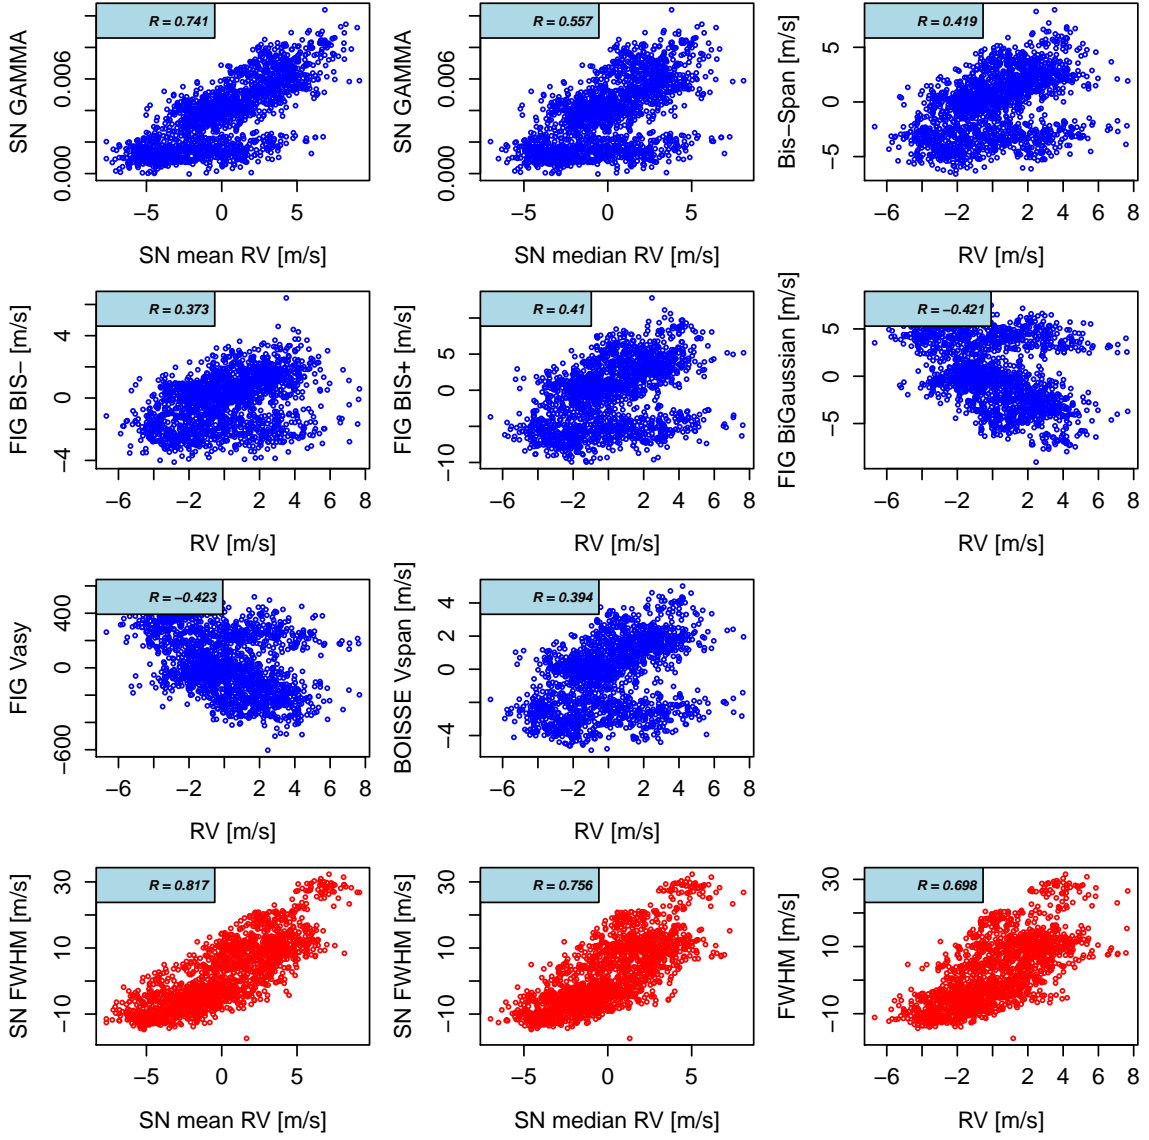 R = 0.741
SN GAMMA
0.000 0.006
−5 0 5
SN mean RV [m/s]
R = 0.557
SN GAMMA
0.000 0.006
−5 0 5
SN median RV [m/s]
R = 0.419
Bis−Span [m/s]
−5 0 5
−6 −2 2 4 6 8
RV [m/s]
R = 0.373
FIG BIS− [m/s]
−4 −2 0 4
−6 −2 2 4 6 8
RV [m/s]
R = 0.41
FIG BIS+ [m/s]
−10 0 5
−6 −2 2 4 6 8
RV [m/s]
R = −0.421
FIG BiGaussian [m/s]
−5 0 5
−6 −2 2 4 6 8
RV [m/s]
R = −0.423
FIG Vasy
−600 0 400
−6 −2 2 4 6 8
RV [m/s]
R = 0.394
BOISSE Vspan [m/s]
−4 0 2 4
−6 −2 2 4 6 8
RV [m/s]
R = 0.817
SN FWHM [m/s]
−10 10 30
−5 0 5
SN mean RV [m/s]
R = 0.756
SN FWHM [m/s]
−10 10 30
−5 0 5
SN median RV [m/s]
R = 0.698
FWHM [m/s]
−10 10 30
−6 −2 2 4 6 8
RV [m/s]